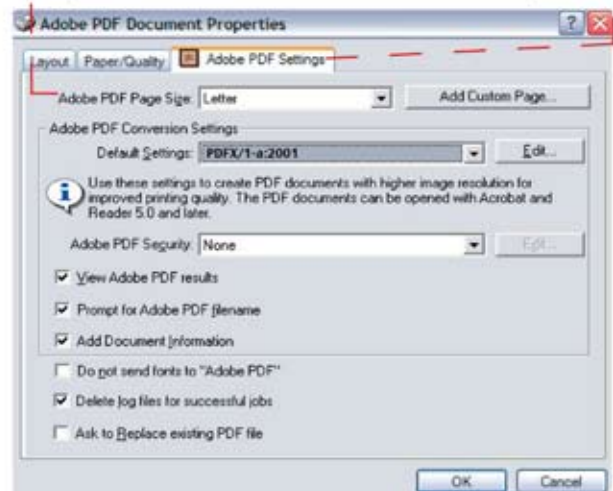 Adobe PDF Document Properties
Layout Paper/Quality Adobe PDF Settings
Adobe PDF Page Size: Letter Add Custom Page...
Adobe PDF Conversion Settings
Default Settings: PDFX/1-a:2001 Edit...
Use these settings to create PDF documents with higher image resolution for
improved printing quality. The PDF documents can be opened with Acrobat and
Reader 5.0 and later.
Adobe PDF Security: None Edit...
View Adobe PDF results
Prompt for Adobe PDF filename
Add Document Information
Do not send fonts to "Adobe PDF"
Delete log files for successful jobs
Ask to Replace existing PDF file
OK Cancel